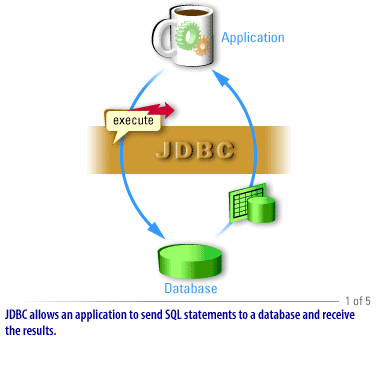 Application
execute
JDBC
Database
1 of 5
JDBC allows an application to send SQL statements to a database and receive
the results.